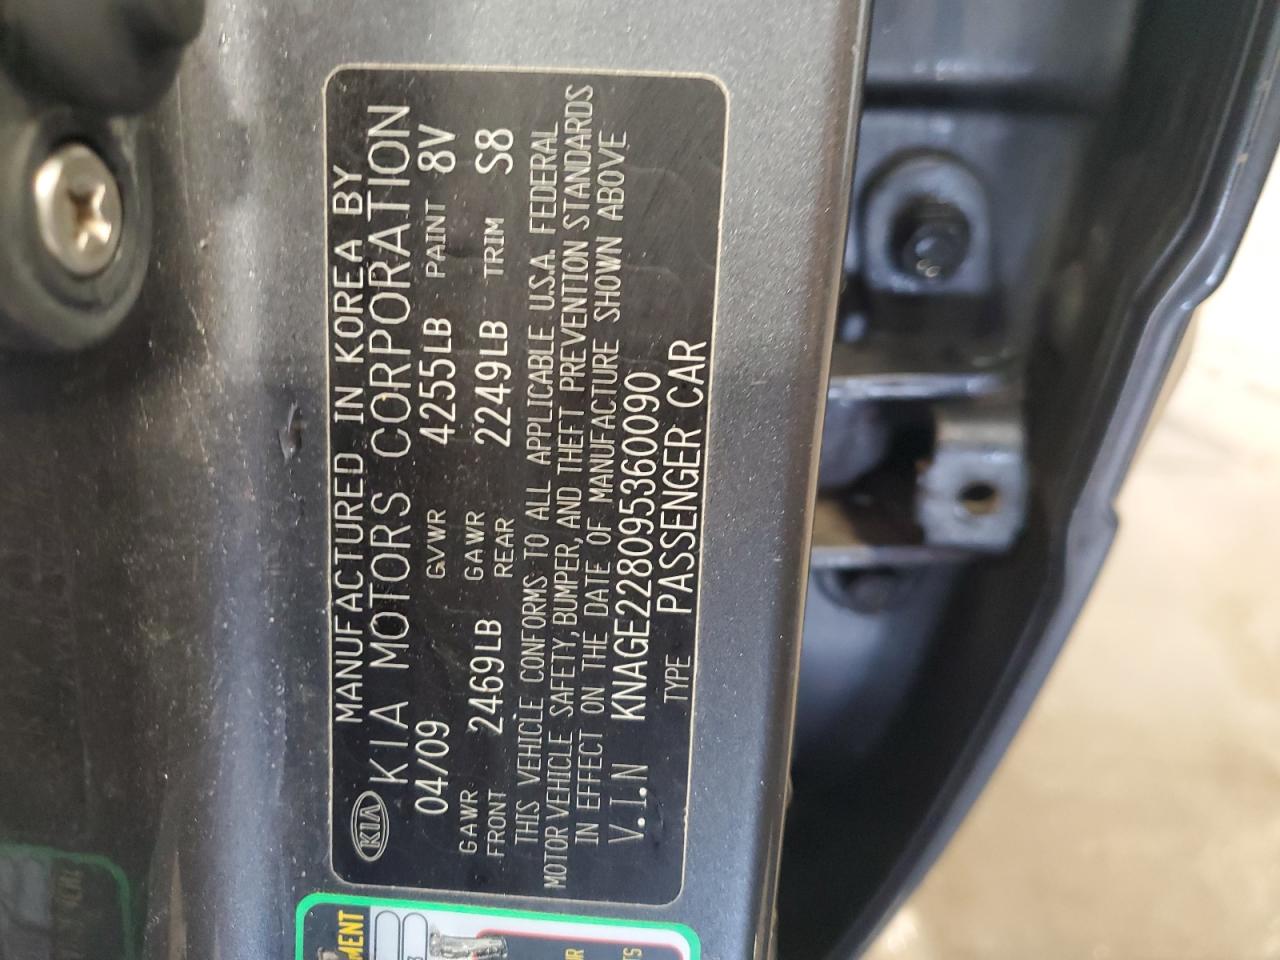 KIA
MANUFACTURED IN KOREA BY
KIA MOTORS CORPORATION
04/09 GVWR 4255LB PAINT 8V
GAWR FRONT 2469LB GAWR REAR 2249LB TRIM S8
THIS VEHICLE CONFORMS TO ALL APPLICABLE U.S.A. FEDERAL
MOTOR VEHICLE SAFETY, BUMPER, AND THEFT PREVENTION STANDARDS
IN EFFECT ON THE DATE OF MANUFACTURE SHOWN ABOVE
V.I.N KNAGE228095360090
TYPE PASSENGER CAR
MENT